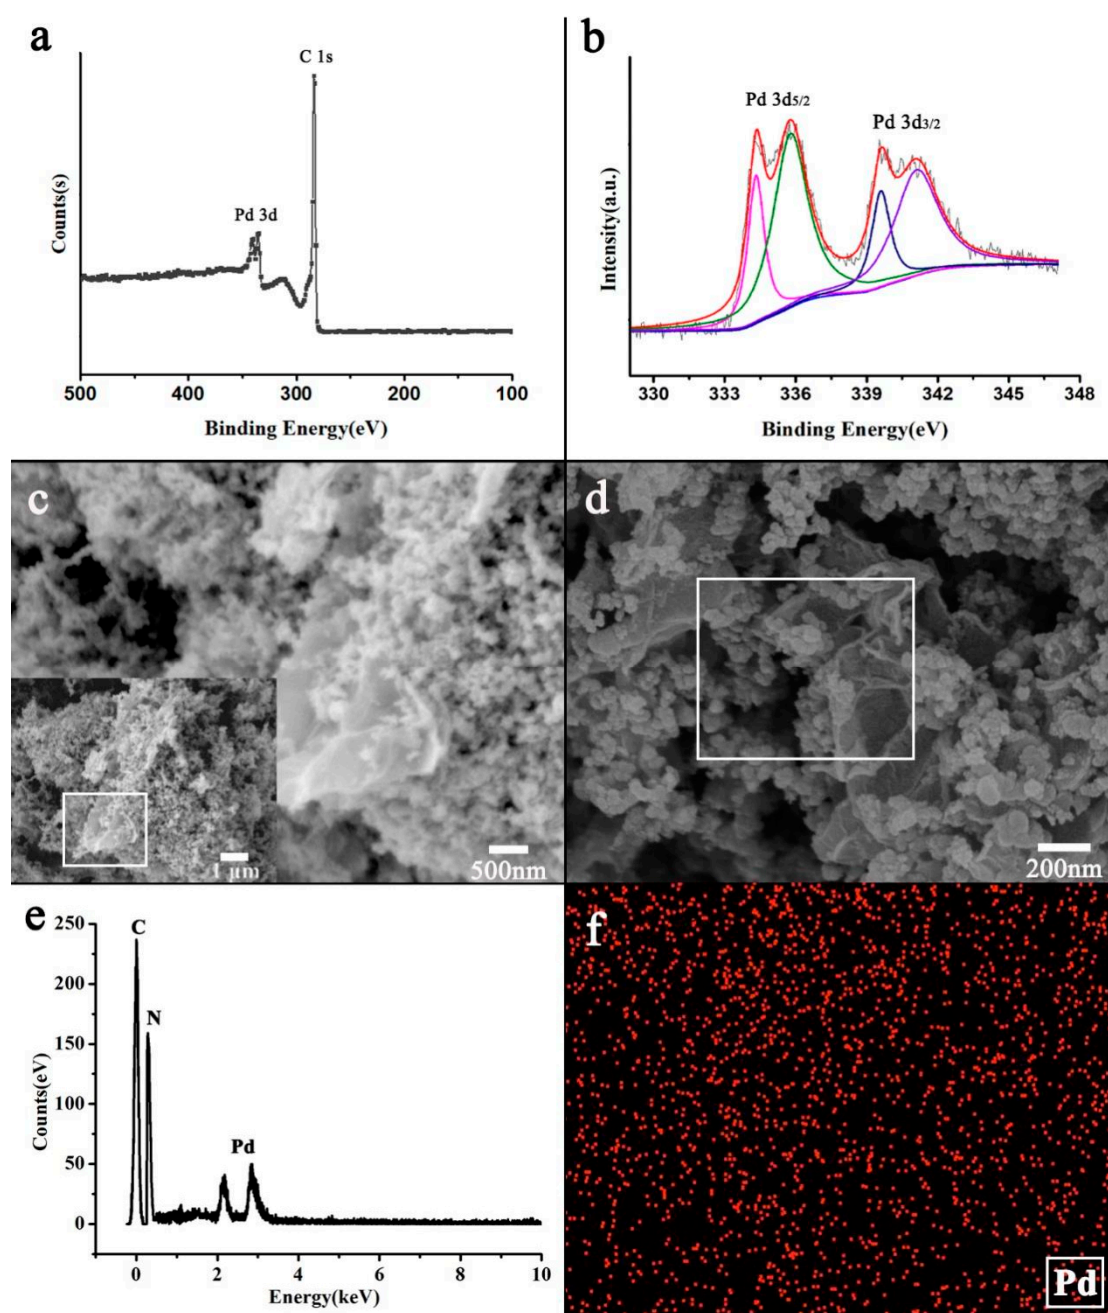 a
C 1s
Pd 3d
Counts(s)
500
400
300
200
100
Binding Energy(eV)
b
Pd 3d5/2
Pd 3d3/2
Intensity(a.u.)
330
333
336
339
342
345
348
Binding Energy(eV)
c
1 μm
500nm
d
200nm
e
250
200
150
100
50
0
C
N
Pd
Counts(eV)
0
2
4
6
8
10
Energy(keV)
f
Pd